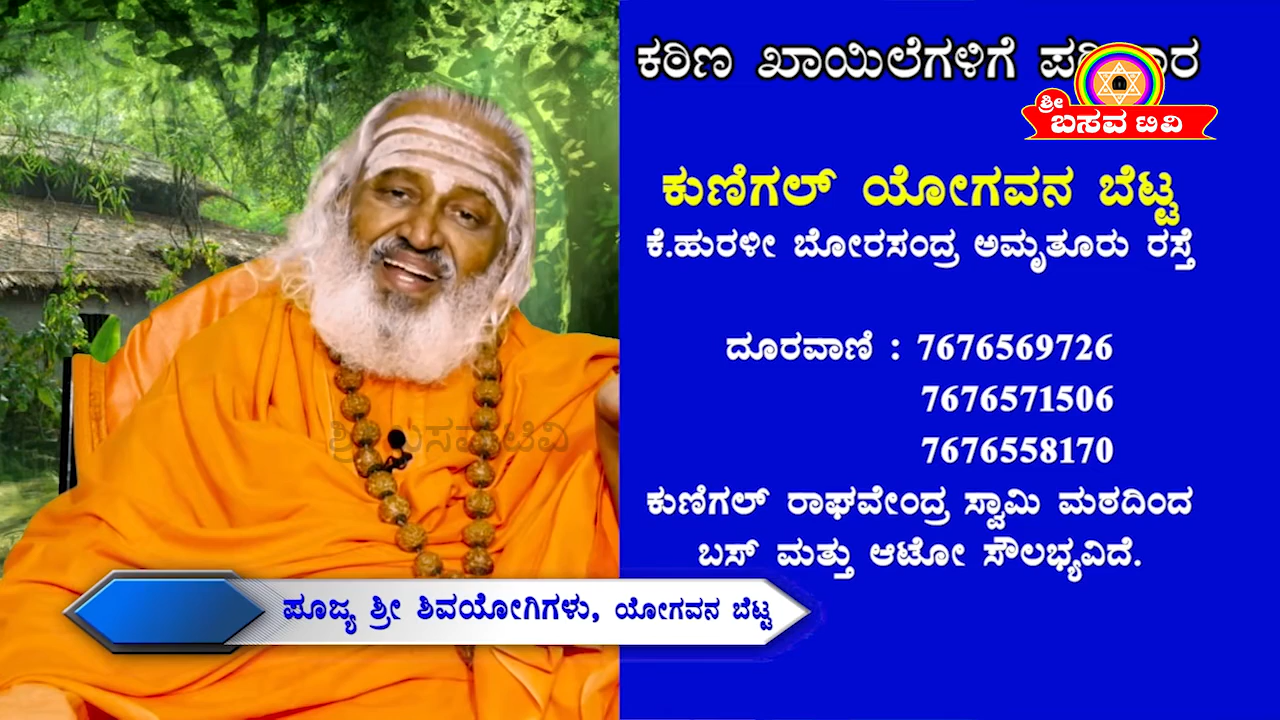 ಕಠಿಣ ಖಾಯಿಲೆಗಳಿಗೆ
ಶ್ರೀ
ಬಸವ ಟಿವಿ
ಕುಣಿಗಲ್ ಯೋಗವನ ಬೆಟ್ಟ
ಕೆ.ಹುರಳೀ ಬೋರಸಂದ್ರ ಅಮೃತೂರು ರಸ್ತೆ
ದೂರವಾಣಿ : 7676569726
7676571506
7676558170
ಶ್ರೀ ಬಸವ ಟಿವಿ
ಕುಣಿಗಲ್ ರಾಘವೇಂದ್ರ ಸ್ವಾಮಿ ಮಠದಿಂದ
ಬಸ್ ಮತ್ತು ಆಟೋ ಸೌಲಭ್ಯವಿದೆ.
ಪೂಜ್ಯ ಶ್ರೀ ಶಿವಯೋಗಿಗಳು, ಯೋಗವನ ಬೆಟ್ಟ